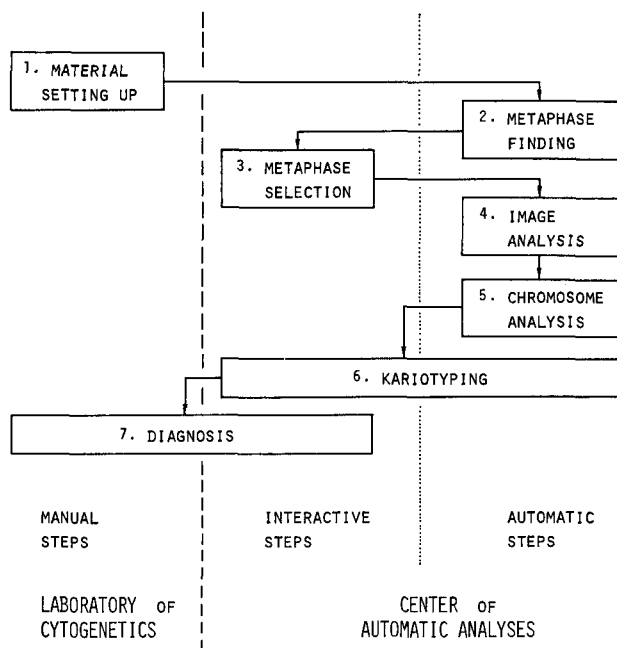 1. MATERIAL
SETTING UP
2. METAPHASE
FINDING
3. METAPHASE
SELECTION
4. IMAGE
ANALYSIS
5. CHROMOSOME
ANALYSIS
6. KARIOTYPING
7. DIAGNOSIS
MANUAL
STEPS
INTERACTIVE
STEPS
AUTOMATIC
STEPS
LABORATORY OF
CYTOGENETICS
CENTER OF
AUTOMATIC ANALYSES